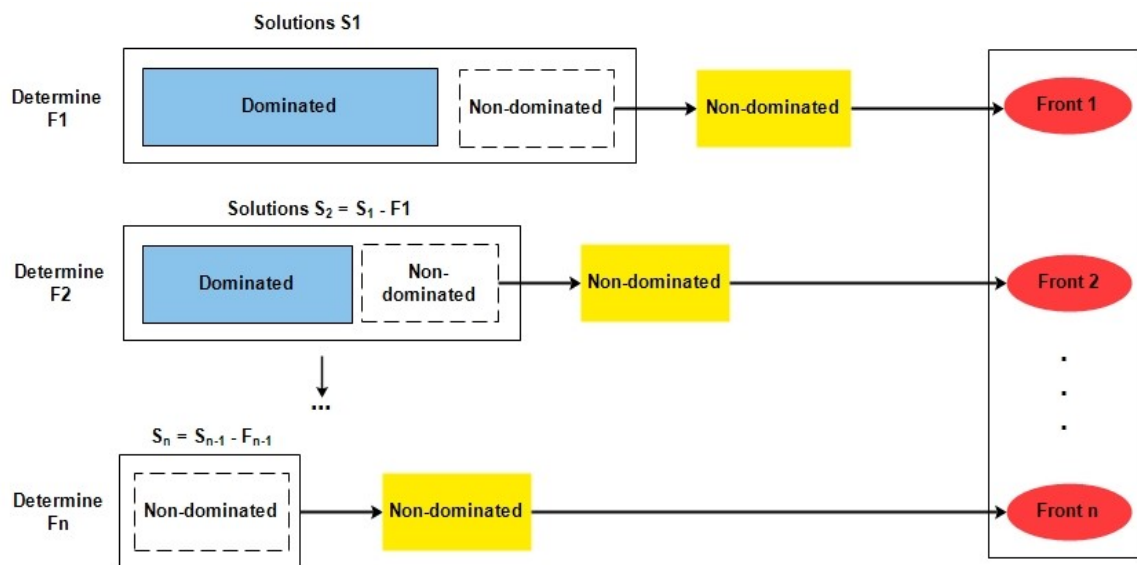 Solutions S1
Determine
F1
Dominated
Non-dominated
Non-dominated
Front 1
Solutions S₂ = S₁ - F1
Determine
F2
Dominated
Non-
dominated
Non-dominated
Front 2
...
Sₙ = Sₙ₋₁ - Fₙ₋₁
Determine
Fn
Non-dominated
Non-dominated
Front n